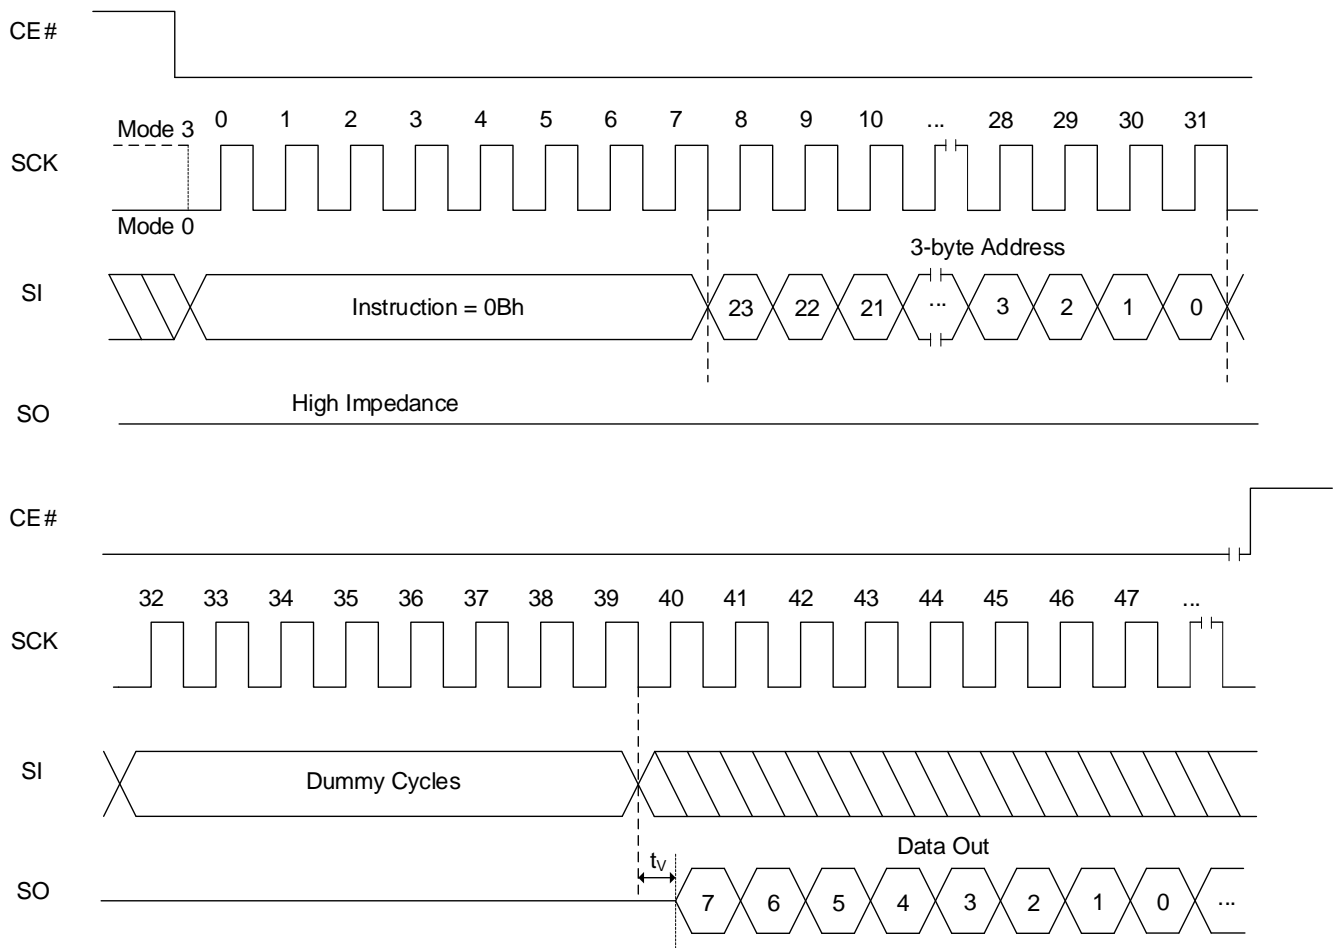 CE#
Mode 3 0 1 2 3 4 5 6 7 8 9 10 ... 28 29 30 31
SCK
Mode 0
3-byte Address
SI Instruction = 0Bh 23 22 21 ... 3 2 1 0
High Impedance
SO
CE#
32 33 34 35 36 37 38 39 40 41 42 43 44 45 46 47 ...
SCK
SI Dummy Cycles
Data Out
tV
SO 7 6 5 4 3 2 1 0 ...